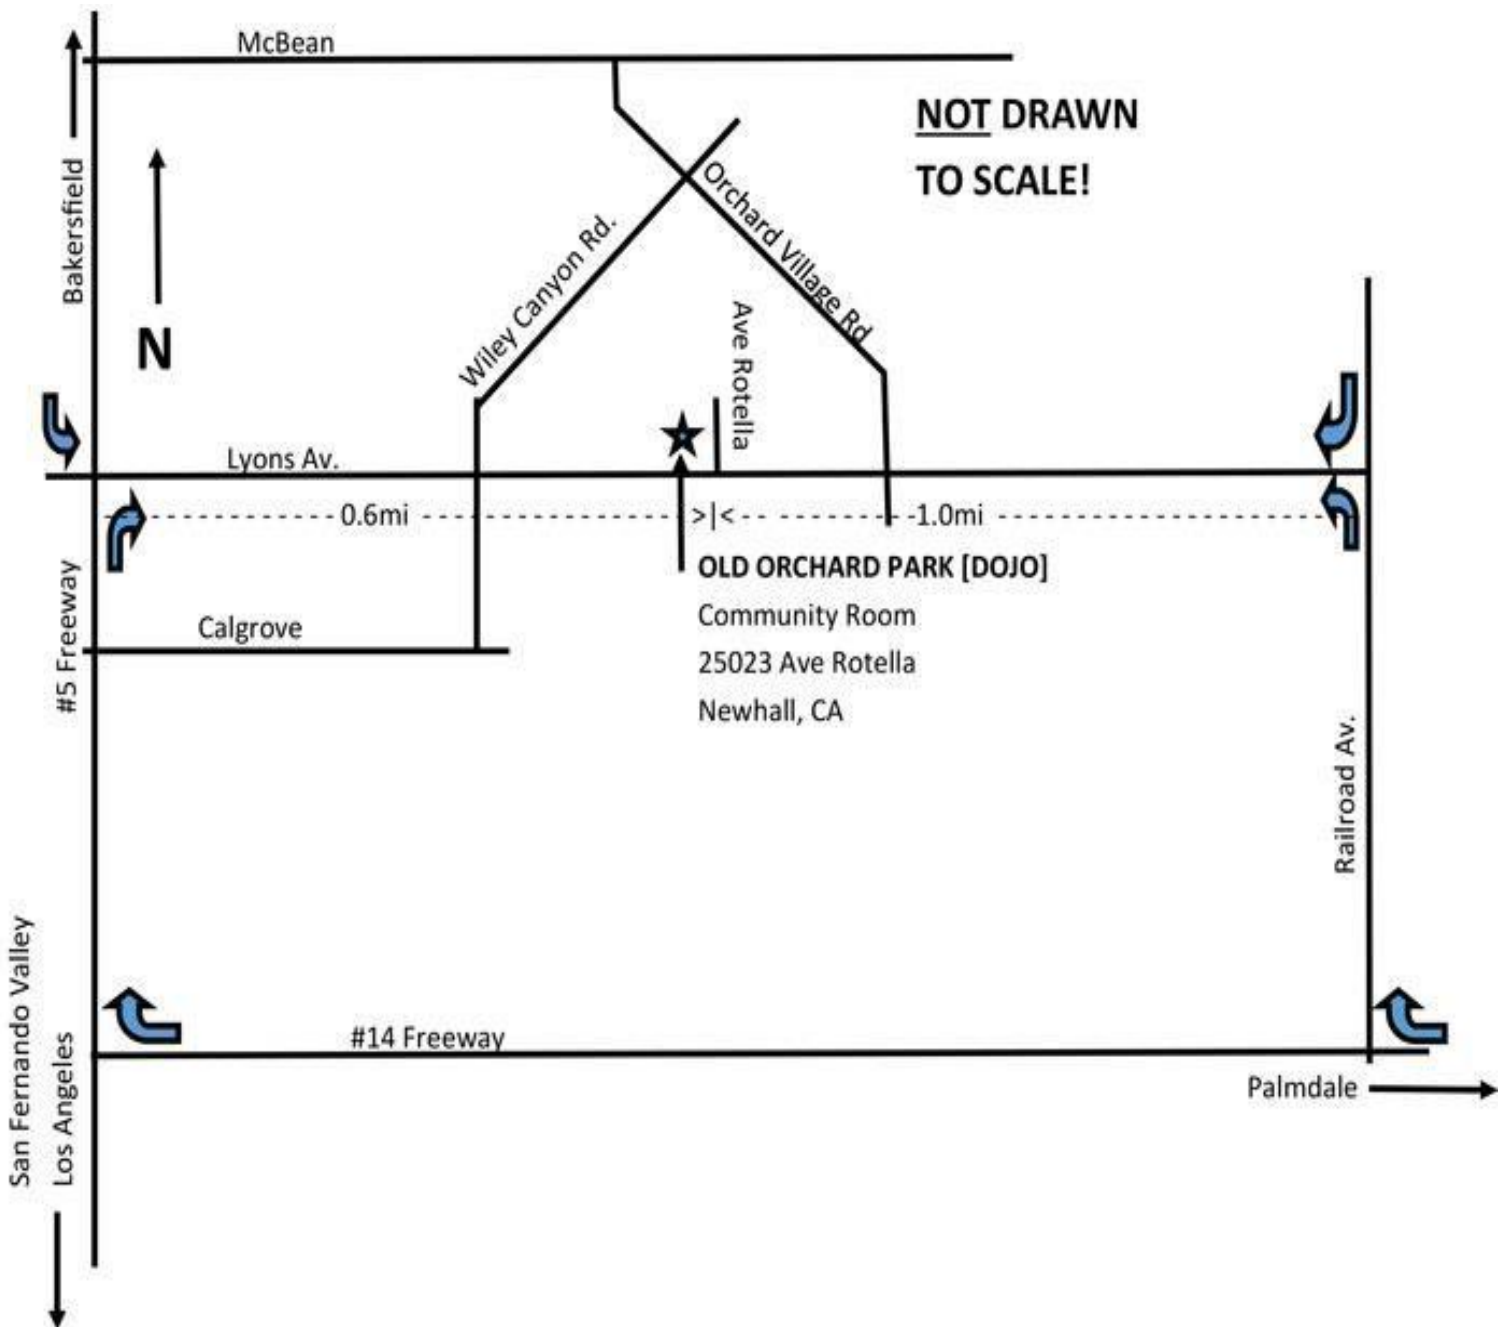 McBean
NOT DRAWN
TO SCALE!
Bakersfield
N
Wiley Canyon Rd.
Orchard Village Rd
Ave Rotella
Lyons Av.
0.6mi
>|<
1.0mi
OLD ORCHARD PARK [DOJO]
Community Room
25023 Ave Rotella
Newhall, CA
#5 Freeway
Calgrove
Railroad Av.
San Fernando Valley
Los Angeles
#14 Freeway
Palmdale